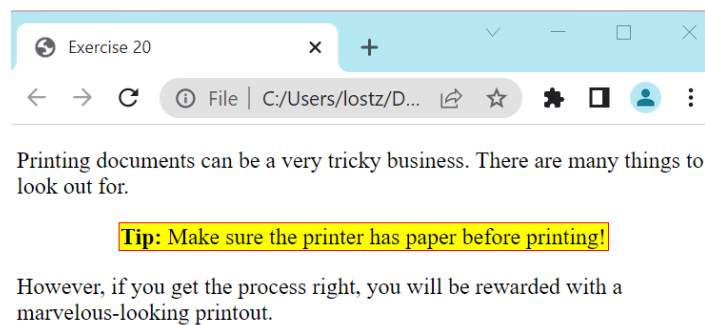 Exercise 20
File C:/Users/lostz/D...
Printing documents can be a very tricky business. There are many things to
look out for.
Tip: Make sure the printer has paper before printing!
However, if you get the process right, you will be rewarded with a
marvelous-looking printout.